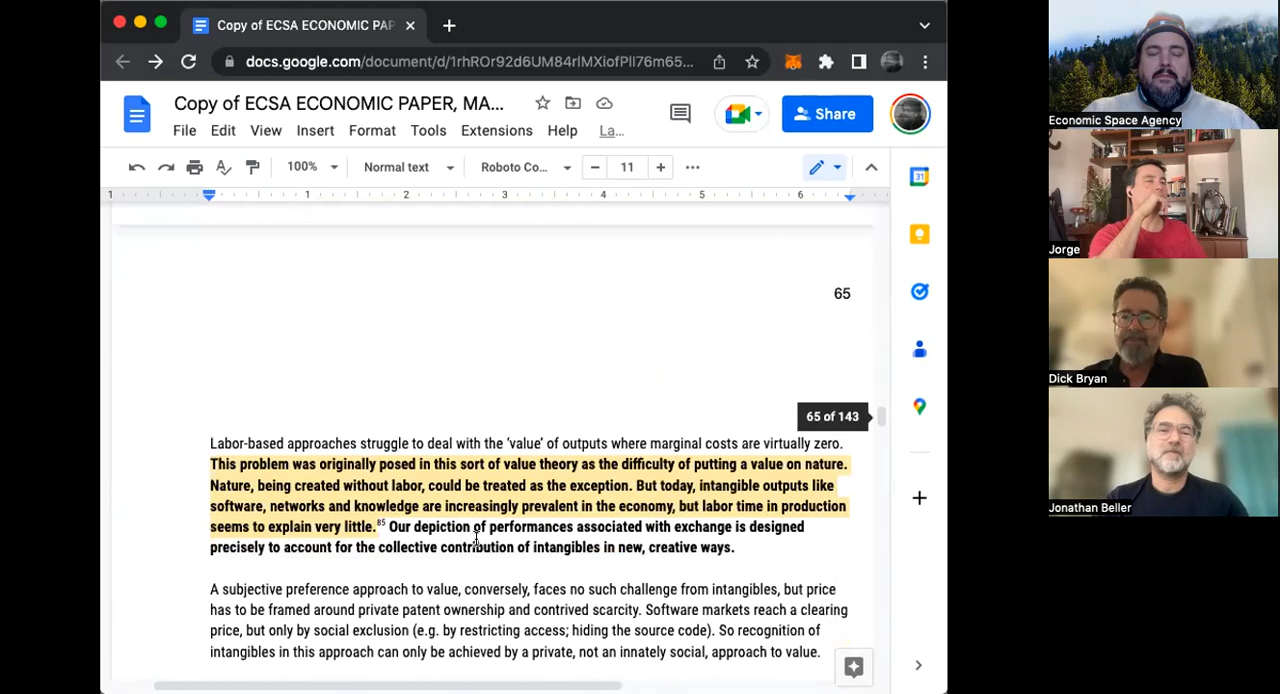 Copy of ECSA ECONOMIC PAP
docs.google.com/document/d/1rhROr92d6UM84rlMXiofPlI76m65...
Copy of ECSA ECONOMIC PAPER, MA...
Share
File Edit View Insert Format Tools Extensions Help La...
100% Normal text Roboto Co... 11
1 1 2 3 4 5 6
31
65
65 of 143
Labor-based approaches struggle to deal with the 'value' of outputs where marginal costs are virtually zero.
This problem was originally posed in this sort of value theory as the difficulty of putting a value on nature.
Nature, being created without labor, could be treated as the exception. But today, intangible outputs like
software, networks and knowledge are increasingly prevalent in the economy, but labor time in production
seems to explain very little.85 Our depiction of performances associated with exchange is designed
precisely to account for the collective contribution of intangibles in new, creative ways.
A subjective preference approach to value, conversely, faces no such challenge from intangibles, but price
has to be framed around private patent ownership and contrived scarcity. Software markets reach a clearing
price, but only by social exclusion (e.g. by restricting access; hiding the source code). So recognition of
intangibles in this approach can only be achieved by a private, not an innately social, approach to value.
Economic Space Agency
Jorge
Dick Bryan
Jonathan Beller